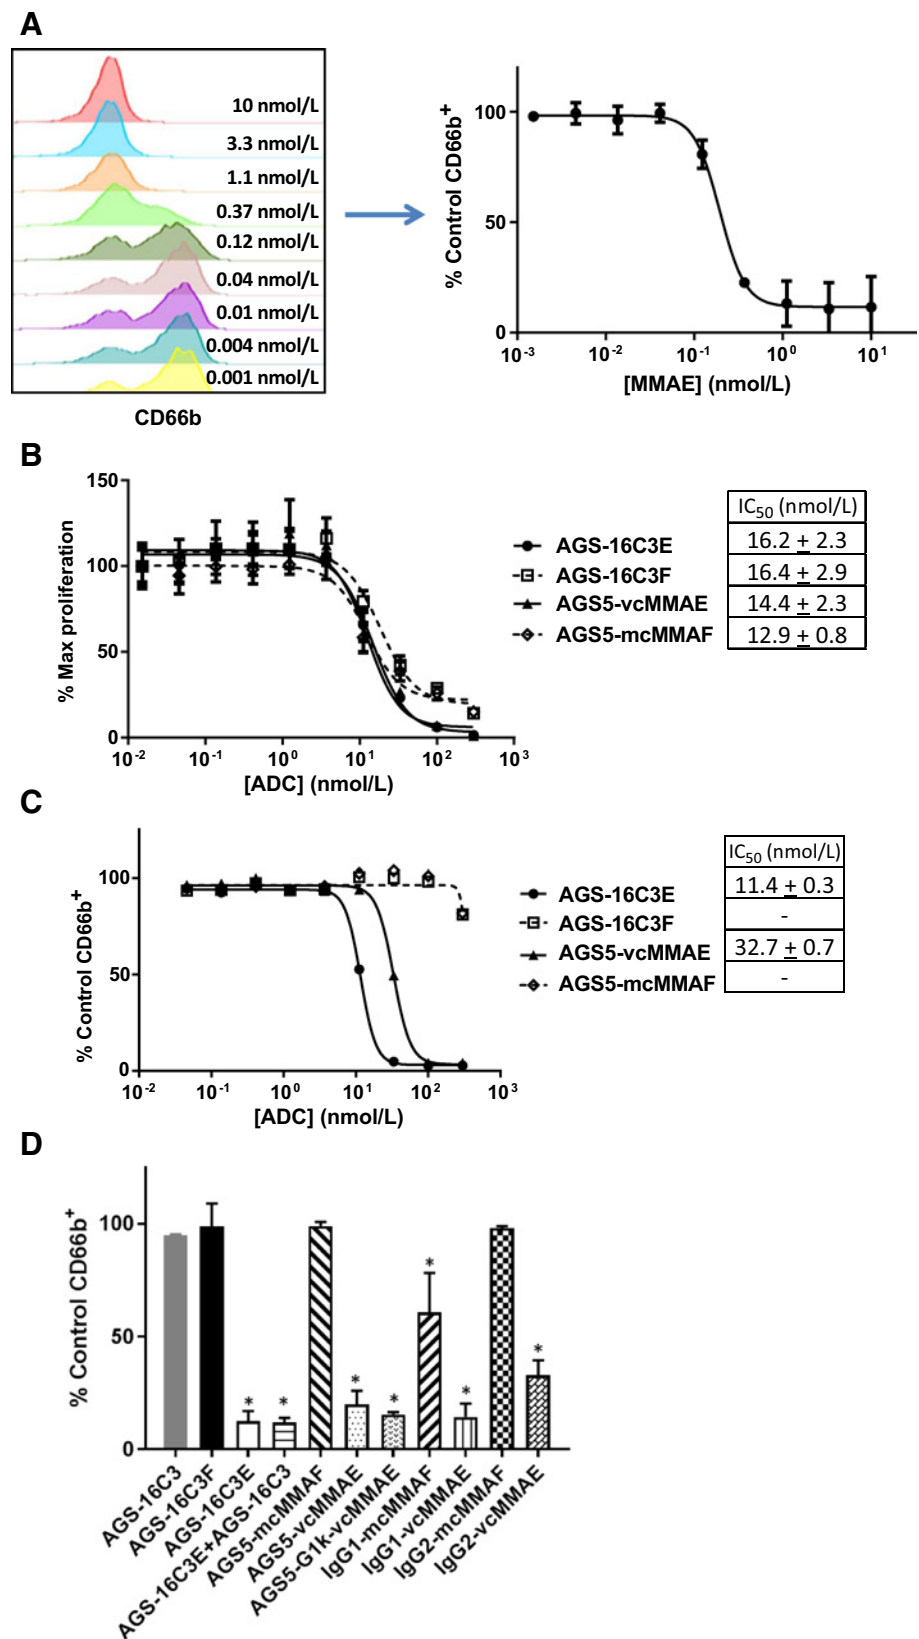 A
10 nmol/L
3.3 nmol/L
1.1 nmol/L
0.37 nmol/L
0.12 nmol/L
0.04 nmol/L
0.01 nmol/L
0.004 nmol/L
0.001 nmol/L
CD66b
% Control CD66b⁺
100
50
0
10⁻³ 10⁻² 10⁻¹ 10⁰ 10¹
[MMAE] (nmol/L)
B
% Max proliferation
150
100
50
0
10⁻² 10⁻¹ 10⁰ 10¹ 10² 10³
[ADC] (nmol/L)
AGS-16C3E
AGS-16C3F
AGS5-vcMMAE
AGS5-mcMMAF
IC₅₀ (nmol/L)
16.2 ± 2.3
16.4 ± 2.9
14.4 ± 2.3
12.9 ± 0.8
C
% Control CD66b⁺
100
50
0
10⁻² 10⁻¹ 10⁰ 10¹ 10² 10³
[ADC] (nmol/L)
AGS-16C3E
AGS-16C3F
AGS5-vcMMAE
AGS5-mcMMAF
IC₅₀ (nmol/L)
11.4 ± 0.3
-
32.7 ± 0.7
-
D
% Control CD66b⁺
100
50
0
* * * * * * *
AGS-16C3
AGS-16C3F
AGS-16C3E
AGS-16C3E+AGS-16C3
AGS5-mcMMAF
AGS5-vcMMAE
AGS5-G1k-vcMMAE
IgG1-mcMMAF
IgG1-vcMMAE
IgG2-mcMMAF
IgG2-vcMMAE